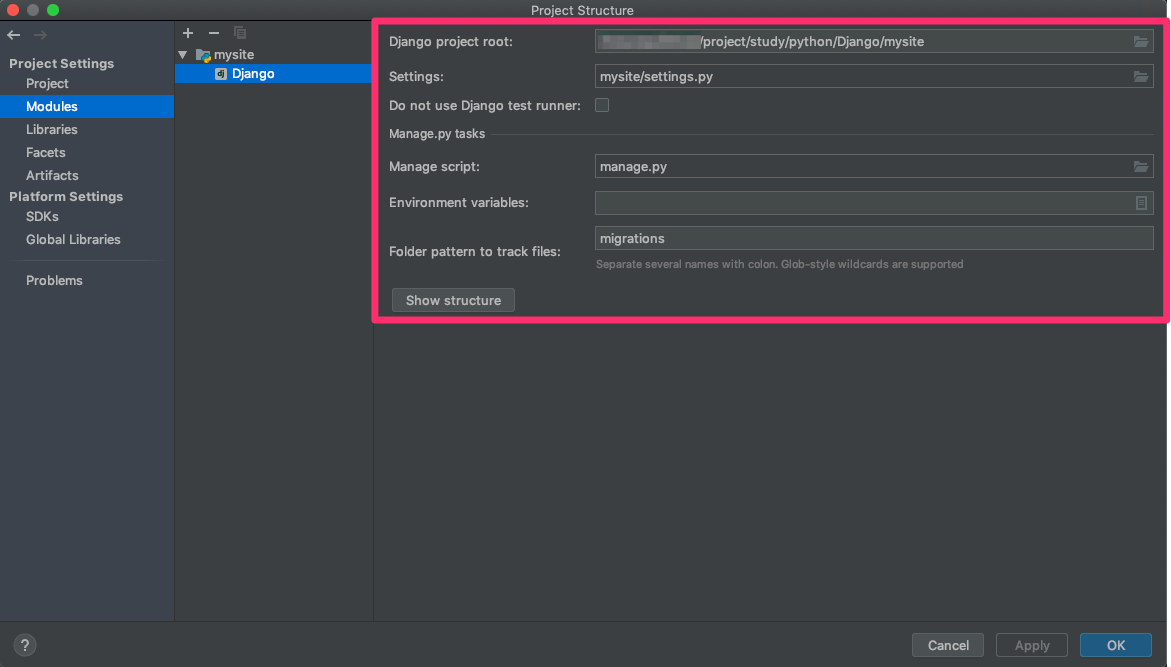 Project Structure
Project Settings
Project
Modules
Libraries
Facets
Artifacts
Platform Settings
SDKs
Global Libraries
Problems
mysite
dj Django
Django project root: /project/study/python/Django/mysite
Settings: mysite/settings.py
Do not use Django test runner:
Manage.py tasks
Manage script: manage.py
Environment variables:
Folder pattern to track files: migrations
Separate several names with colon. Glob-style wildcards are supported
Show structure
? Cancel Apply OK